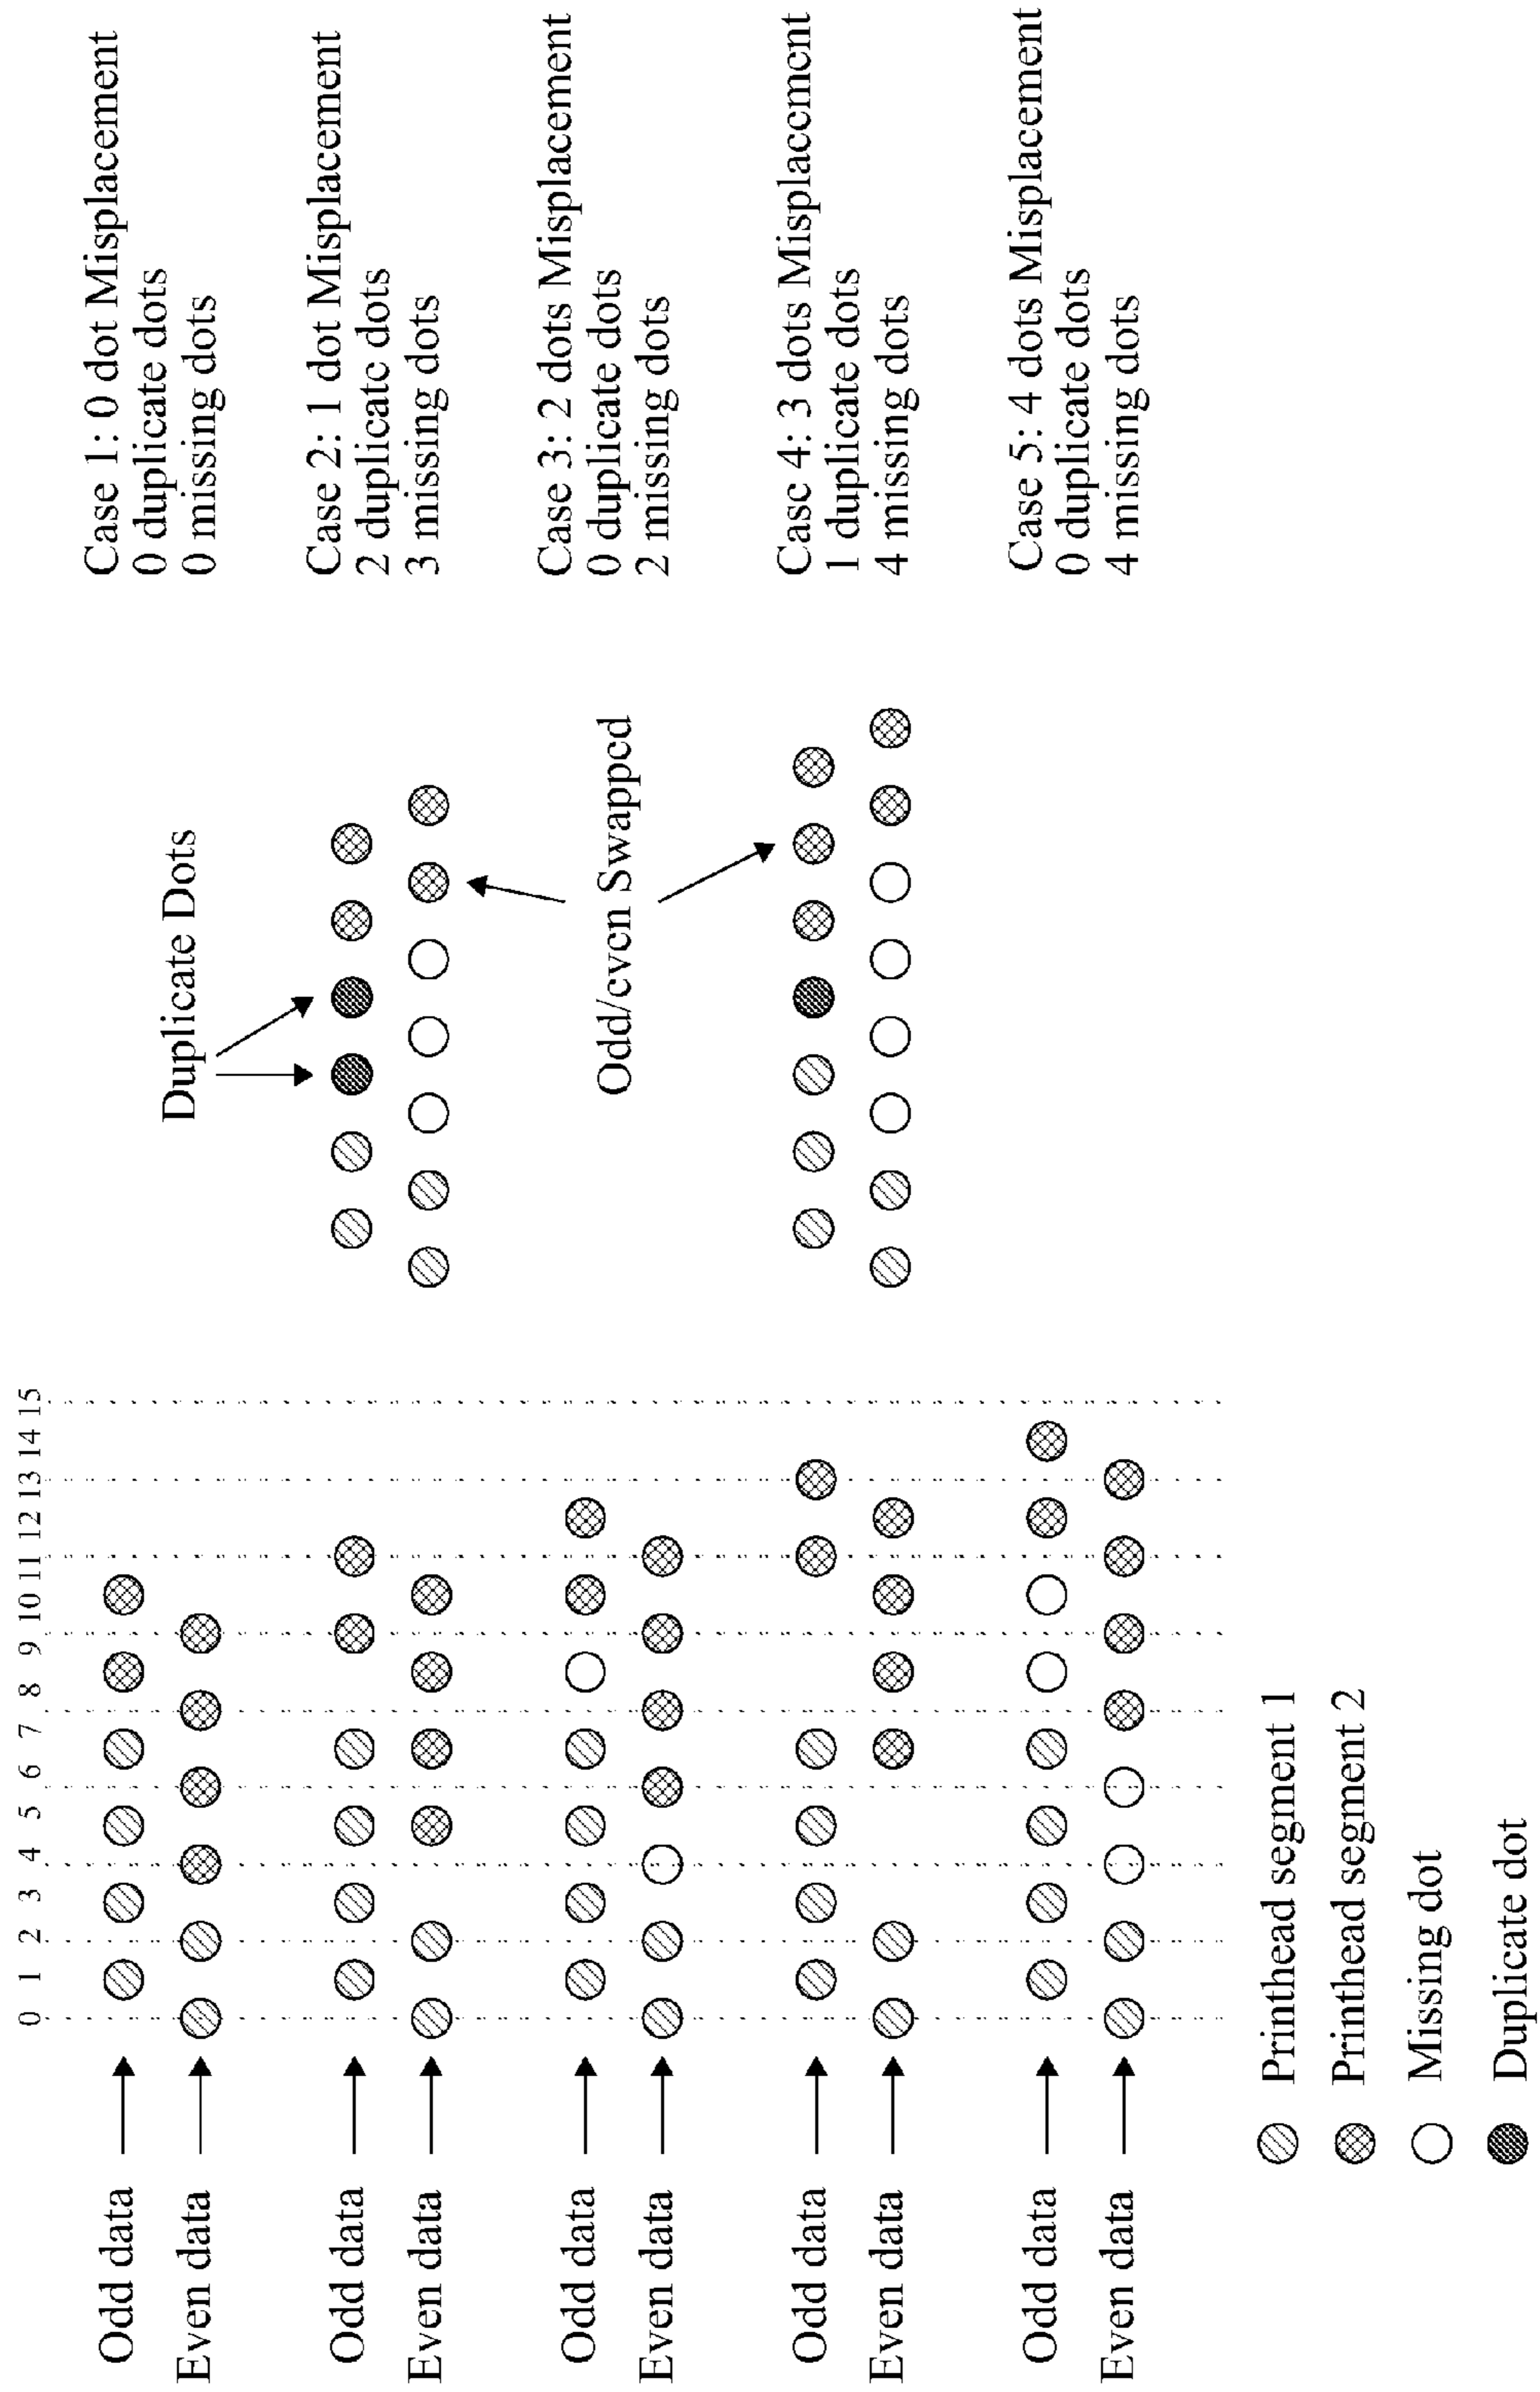 0 1 2 3 4 5 6 7 8 9 10 11 12 13 14 15
Odd data
Even data
Case 1: 0 dot Misplacement
0 duplicate dots
0 missing dots
Duplicate Dots
Odd data
Even data
Case 2: 1 dot Misplacement
2 duplicate dots
3 missing dots
Odd data
Even data
Odd/even Swapped
Case 3: 2 dots Misplacement
0 duplicate dots
2 missing dots
Odd data
Even data
Case 4: 3 dots Misplacement
1 duplicate dots
4 missing dots
Odd data
Even data
Case 5: 4 dots Misplacement
0 duplicate dots
4 missing dots
Printhead segment 1
Printhead segment 2
Missing dot
Duplicate dot